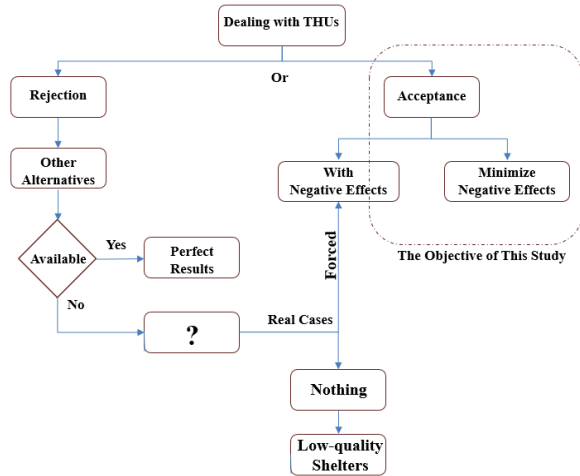 Dealing with THUs
Or
Rejection
Acceptance
Other
Alternatives
With
Negative Effects
Minimize
Negative Effects
Available
Yes
Perfect
Results
Forced
The Objective of This Study
No
?
Real Cases
Nothing
Low-quality
Shelters